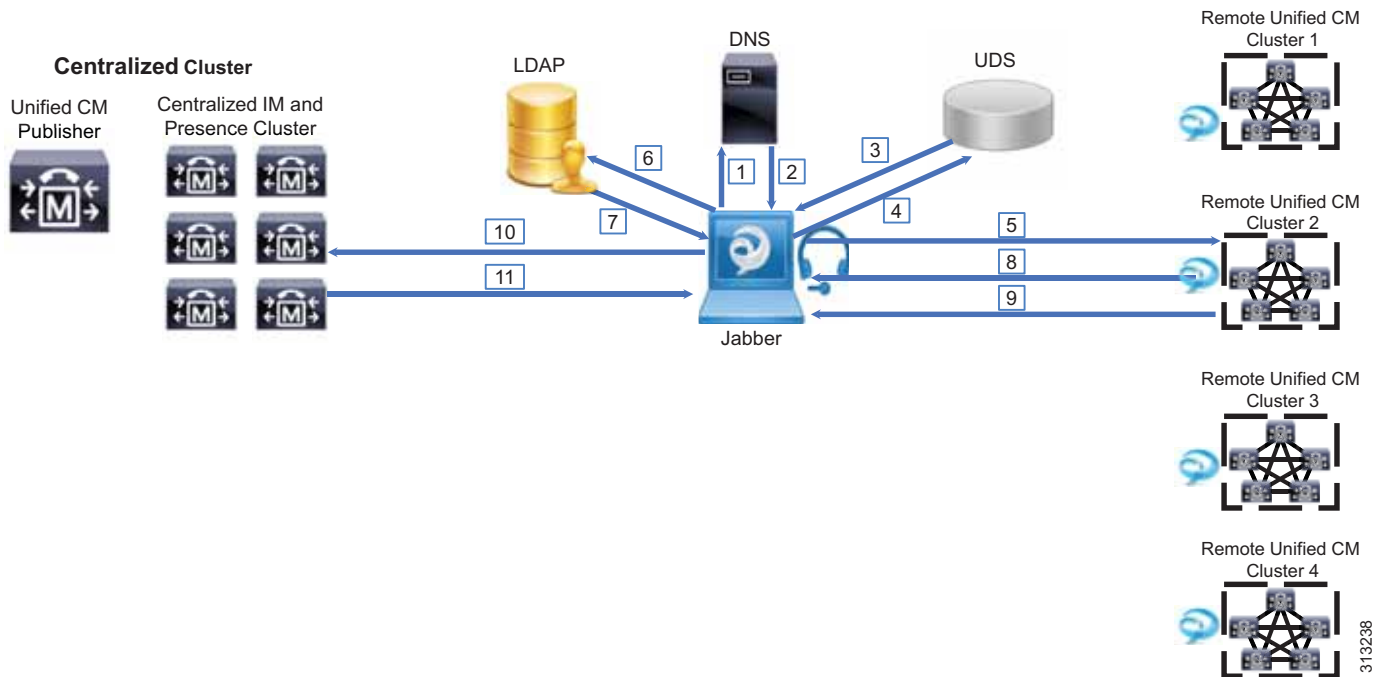 Centralized Cluster
Unified CM
Publisher
Centralized IM and
Presence Cluster
M
M
M
M
M
M
M
LDAP
DNS
UDS
6
1
2
3
7
4
10
5
11
8
9
Jabber
Remote Unified CM
Cluster 1
Remote Unified CM
Cluster 2
Remote Unified CM
Cluster 3
Remote Unified CM
Cluster 4
313238